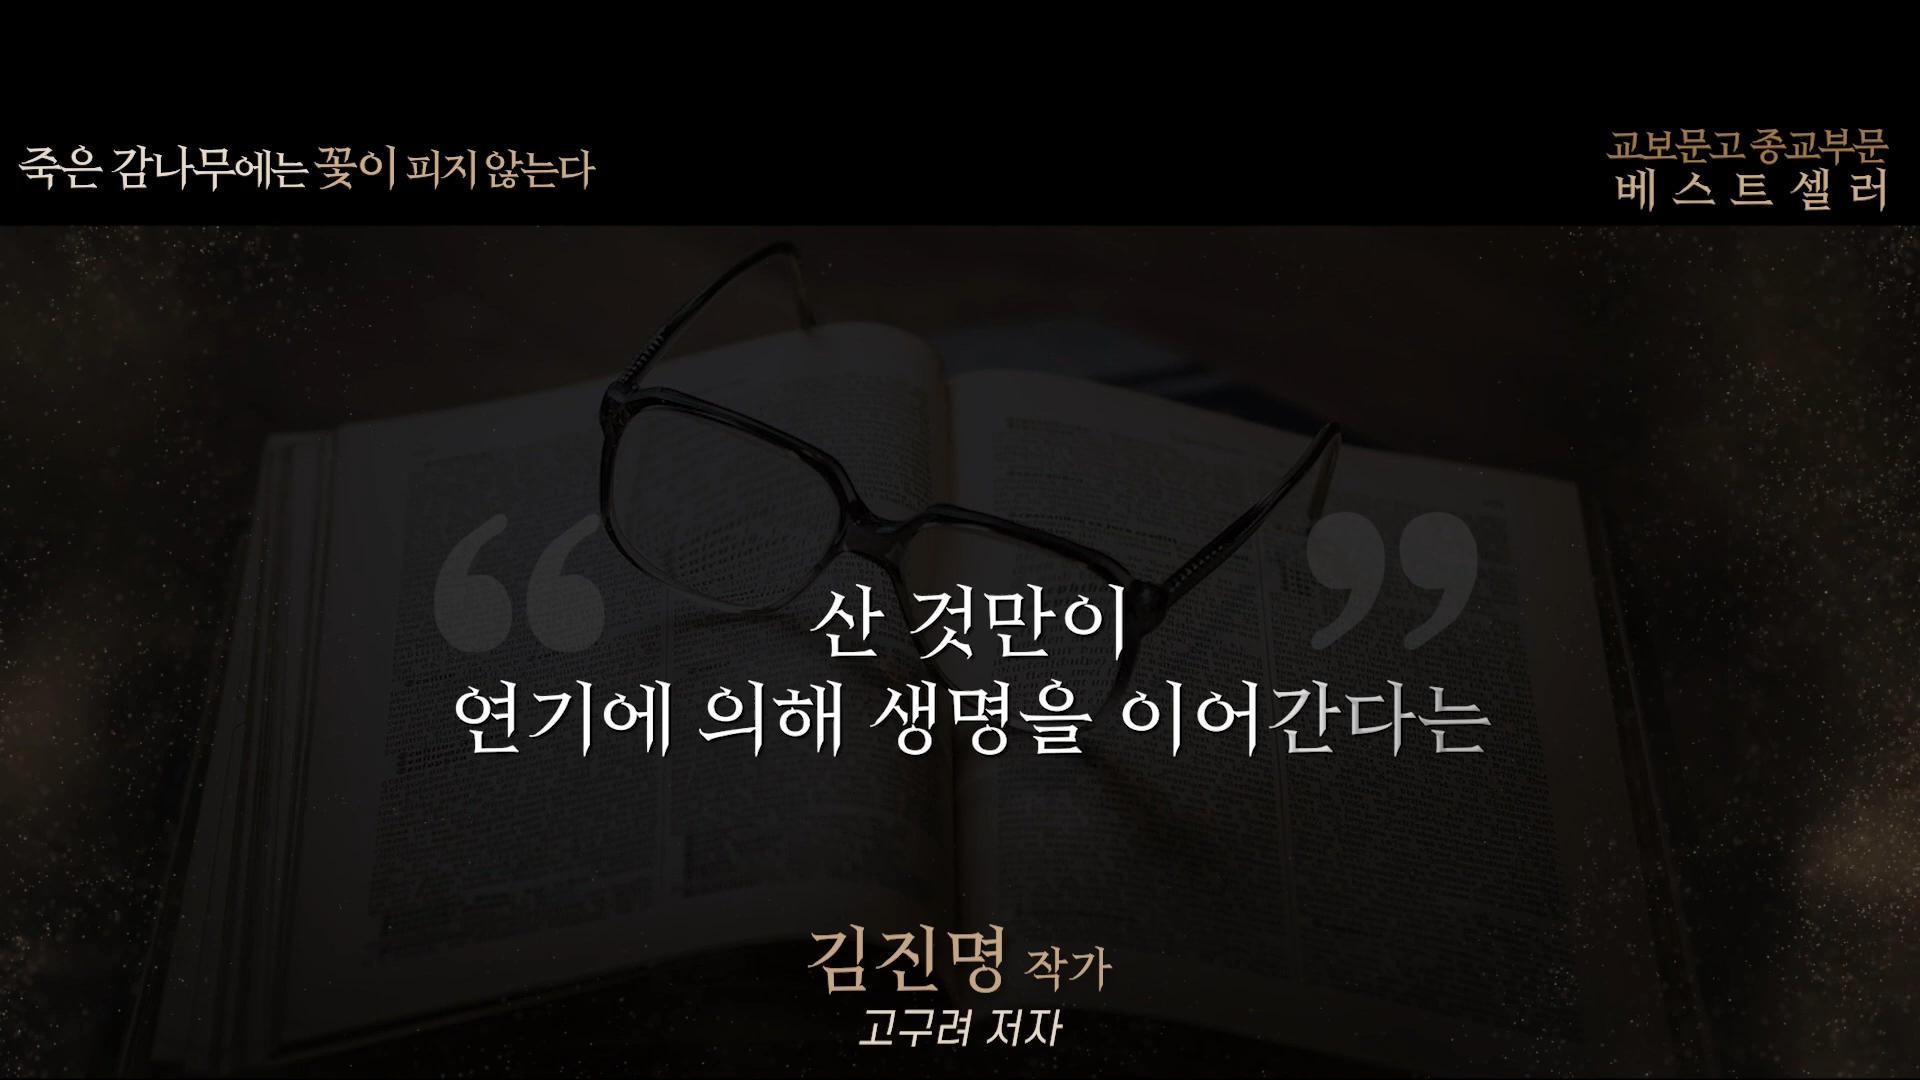 죽은 감나무에는 꽃이 피지 않는다
교보문고 종교부문
베스트셀러
산 것만이
연기에 의해 생명을 이어간다는
김진명 작가
고구려 저자